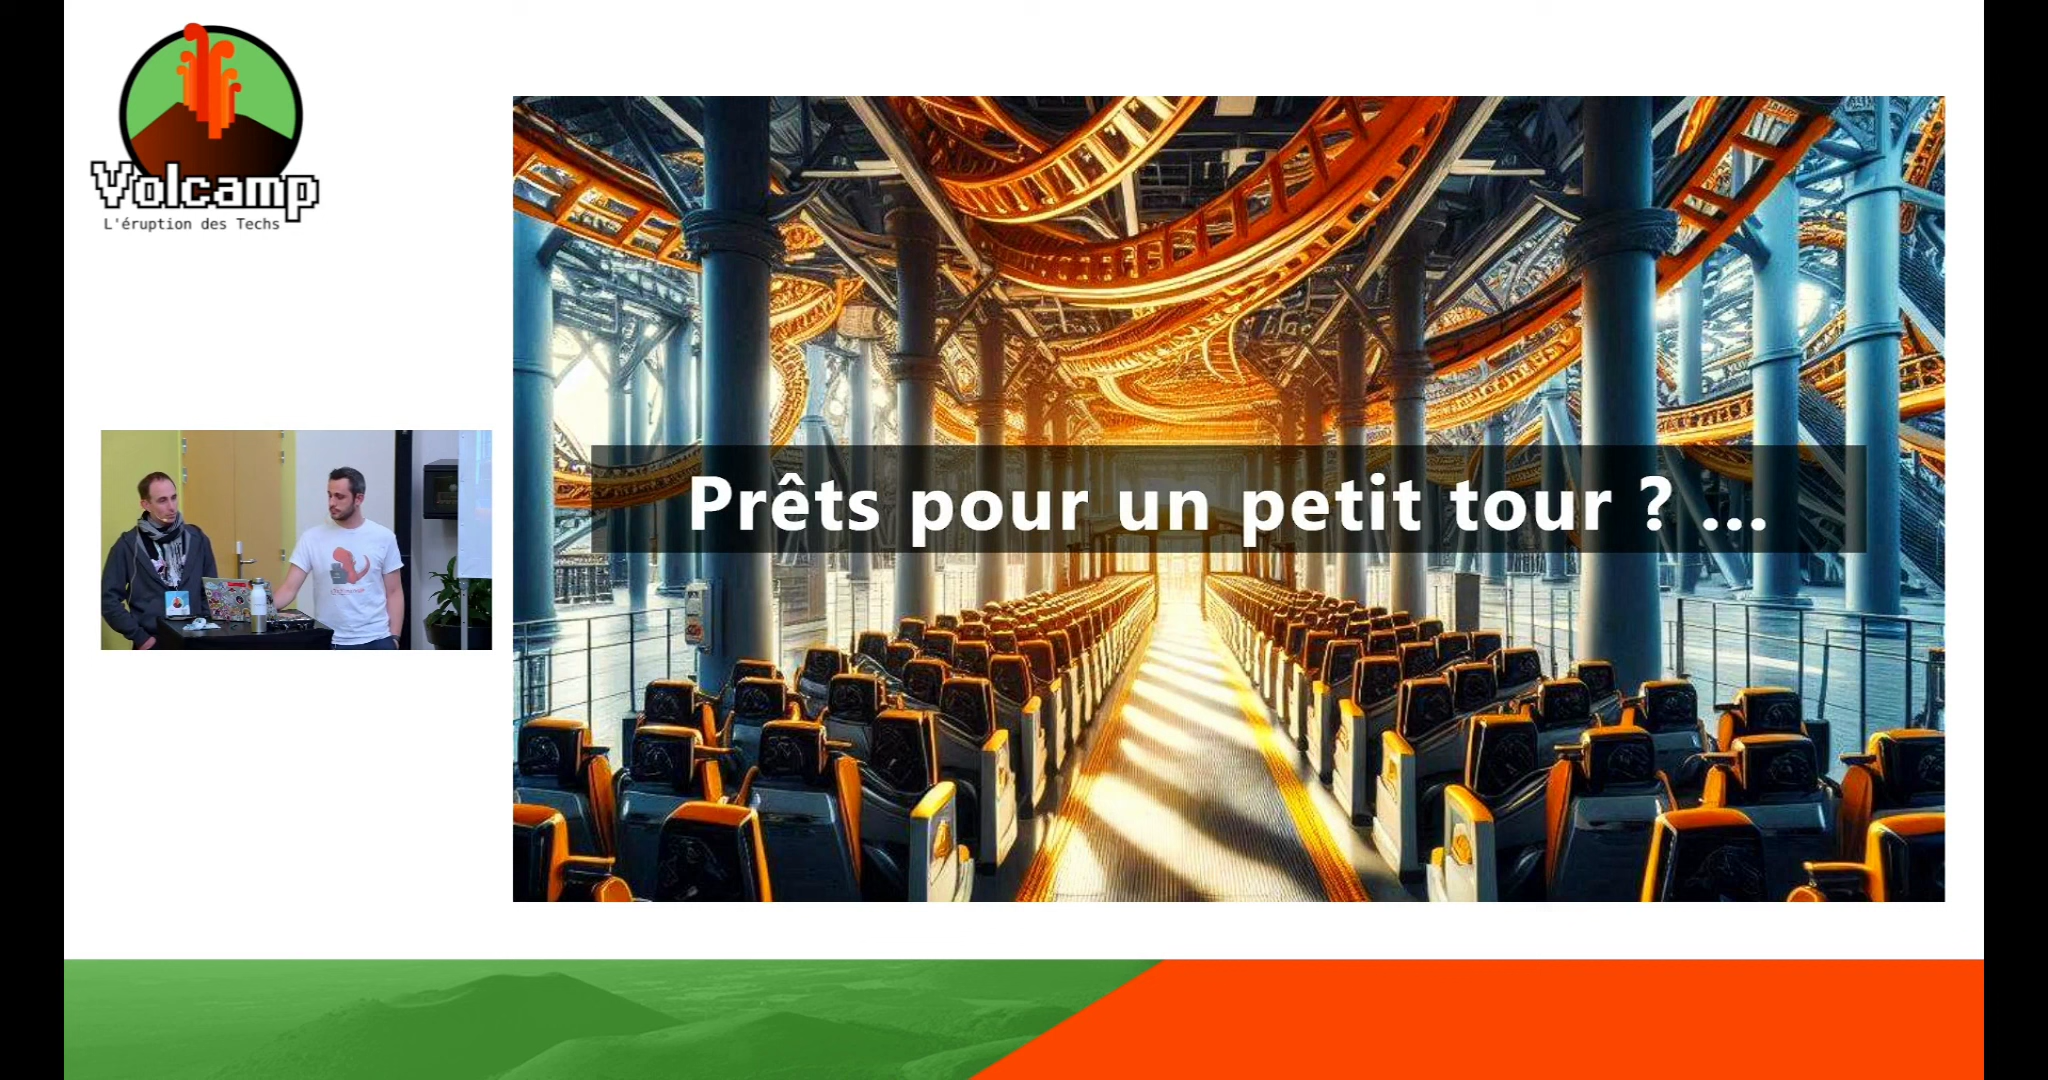 Volcamp
L'éruption des Techs
Prêts pour un petit tour ? ...